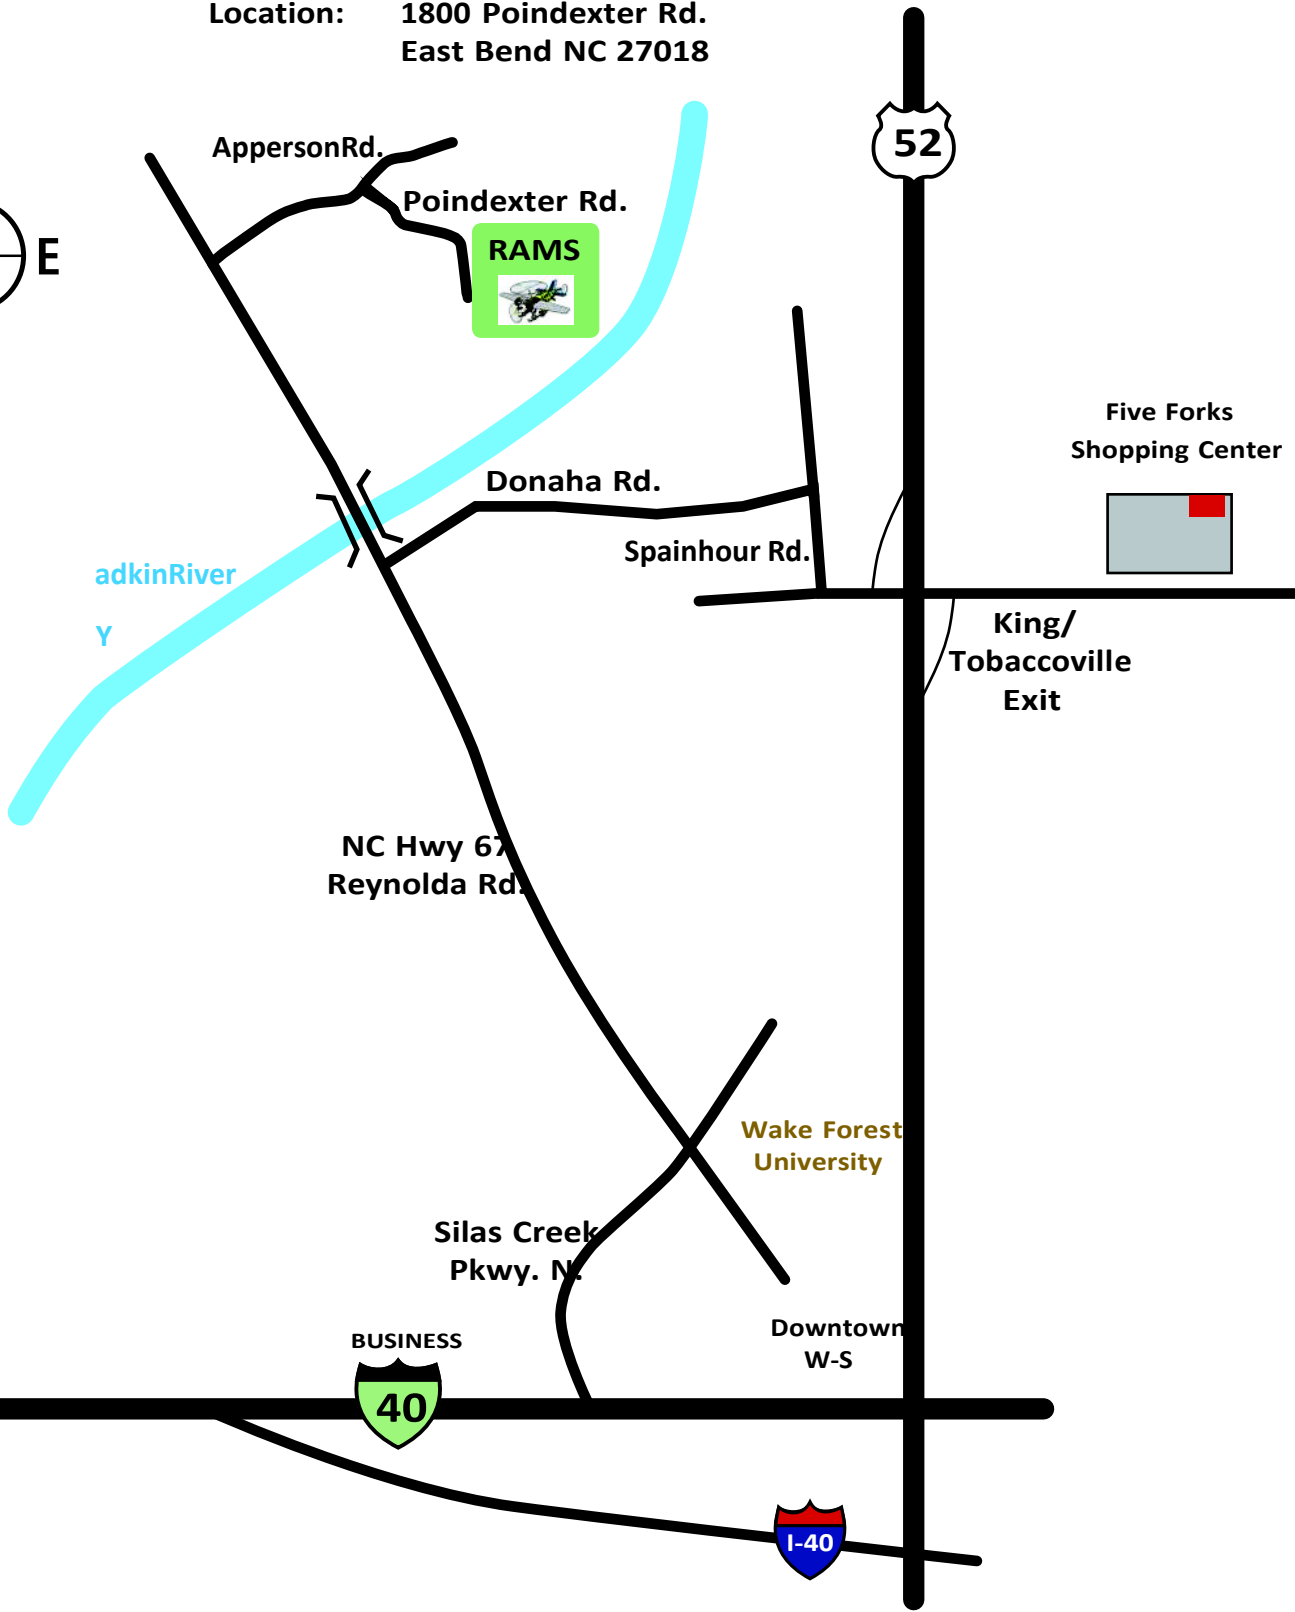 Location: 1800 Poindexter Rd.
East Bend NC 27018
52
AppersonRd.
Poindexter Rd.
RAMS
E
Five Forks
Shopping Center
Donaha Rd.
Spainhour Rd.
adkinRiver
Y
King/
Tobaccoville
Exit
NC Hwy 67
Reynolda Rd.
Wake Forest
University
Silas Creek
Pkwy. N.
Downtown
W-S
BUSINESS
40
I-40